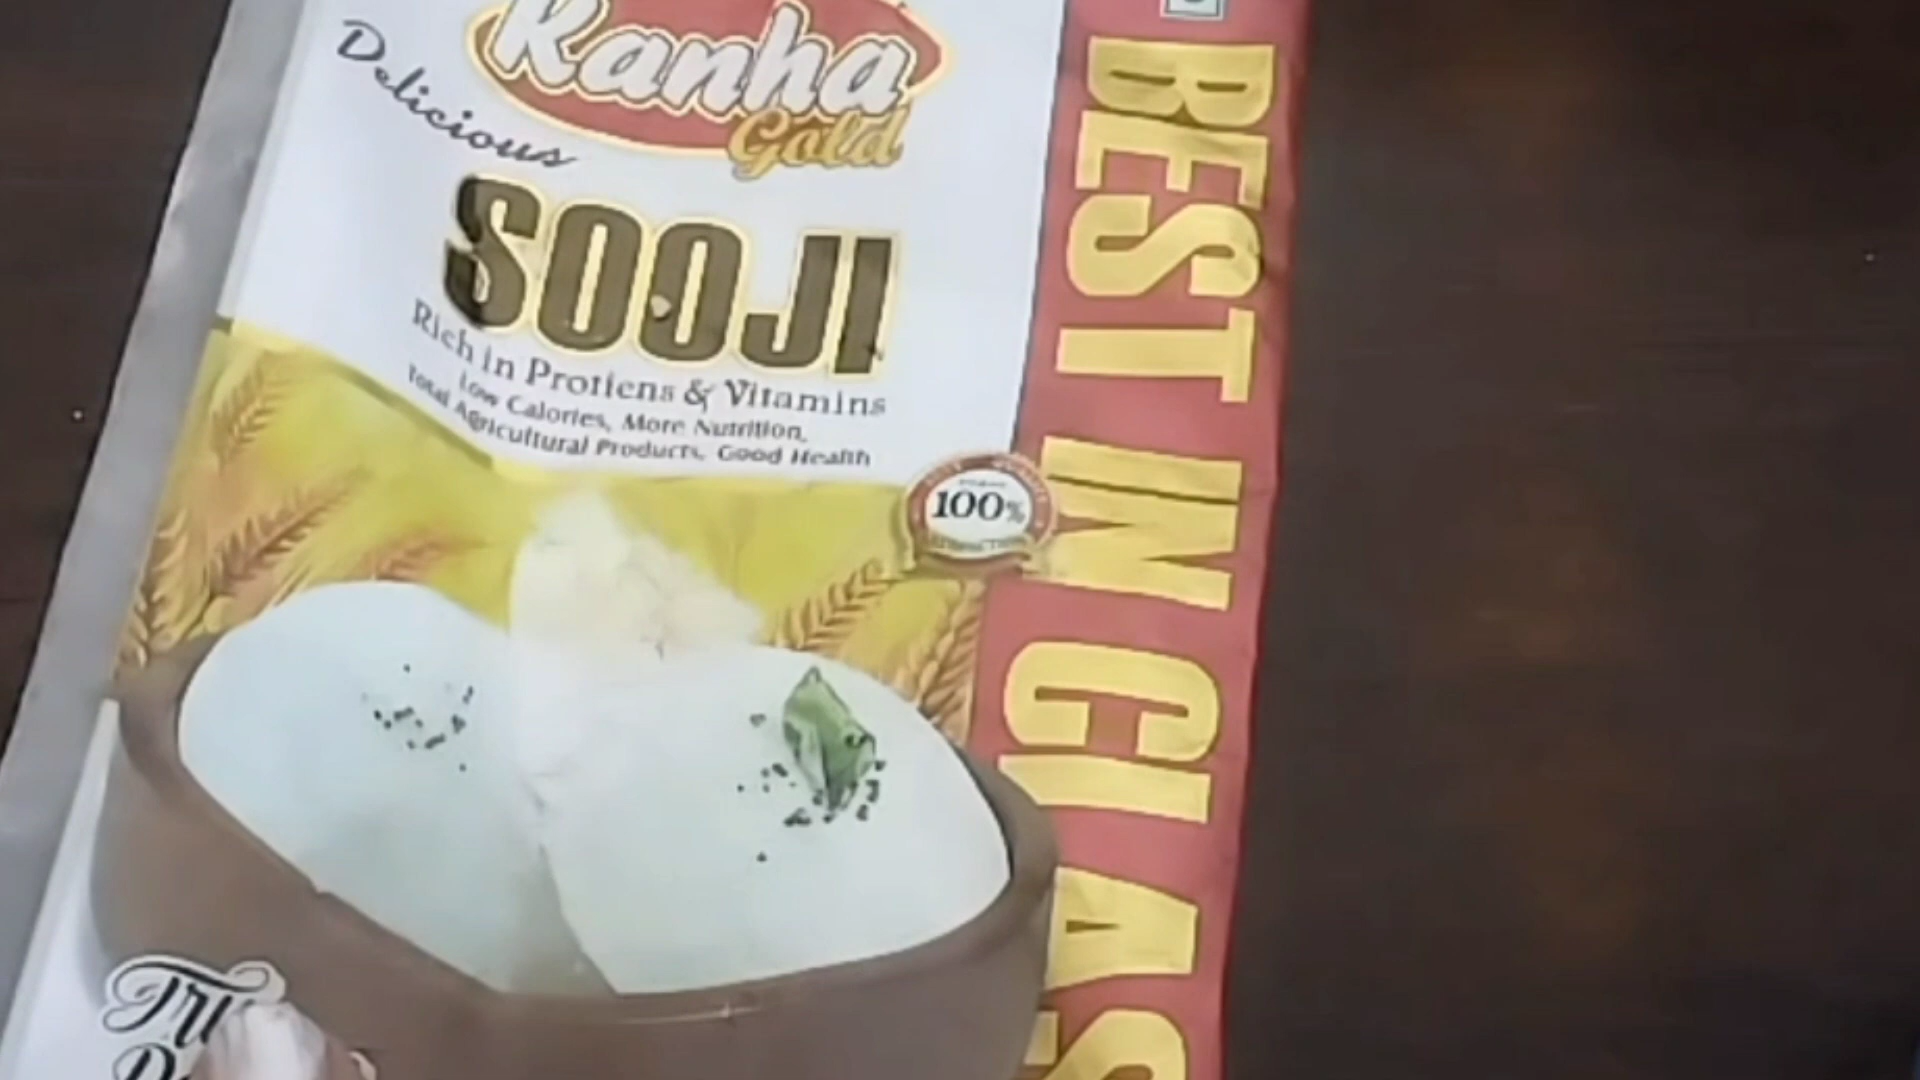 Kanha
Gold
Delicious
SOOJI
Rich in Protiens & Vitamins
Low Calories, More Nutrition,
Total Agricultural Products, Good Health
100%
BEST IN CLAS